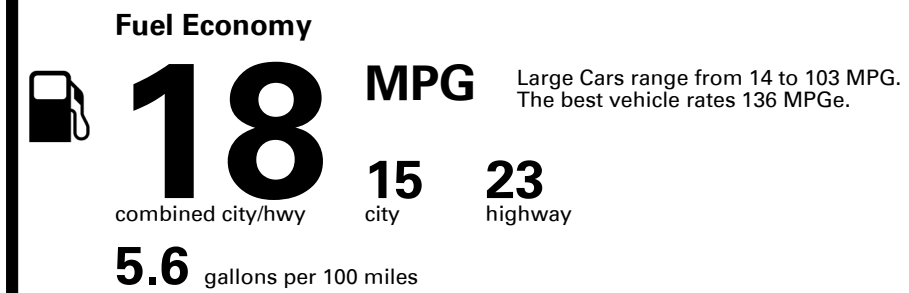 Fuel Economy
18 MPG
Large Cars range from 14 to 103 MPG.
The best vehicle rates 136 MPGe.
15 23
combined city/hwy city highway
5.6 gallons per 100 miles